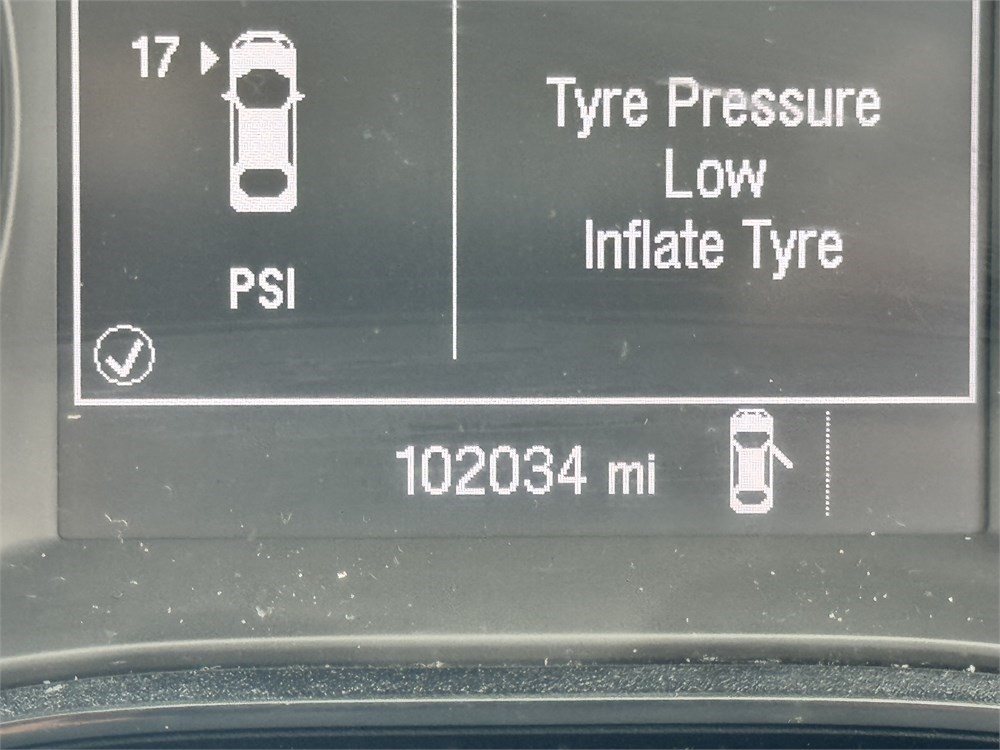 17
Tyre Pressure
Low
Inflate Tyre
PSI
102034 mi